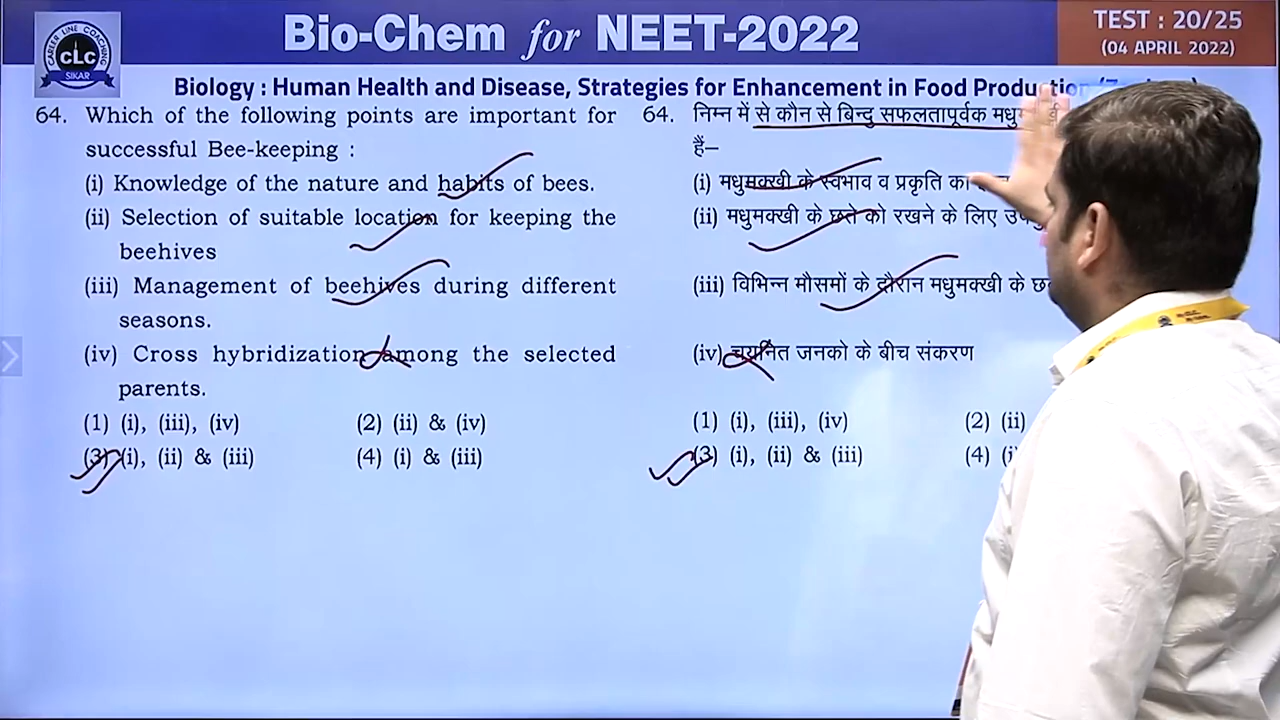 Bio-Chem for NEET-2022
TEST : 20/25
(04 APRIL 2022)
CAREER LINE COACHING
CLC
SIKAR
Biology : Human Health and Disease, Strategies for Enhancement in Food Production
64. Which of the following points are important for
successful Bee-keeping :
(i) Knowledge of the nature and habits of bees.
(ii) Selection of suitable location for keeping the
beehives
(iii) Management of beehives during different
seasons.
(iv) Cross hybridization among the selected
parents.
(1) (i), (iii), (iv) (2) (ii) & (iv)
(3) (i), (ii) & (iii) (4) (i) & (iii)
64. निम्न में से कौन से बिन्दु सफलतापूर्वक
हैं–
(i) मधुमक्खी के स्वभाव व प्रकृति का
(ii) मधुमक्खी के छते को रखने के लिए
(iii) विभिन्न मौसमों के दौरान मधुमक्खी के
(iv) चयनित जनको के बीच संकरण
(1) (i), (iii), (iv) (2) (ii)
(3) (i), (ii) & (iii) (4)